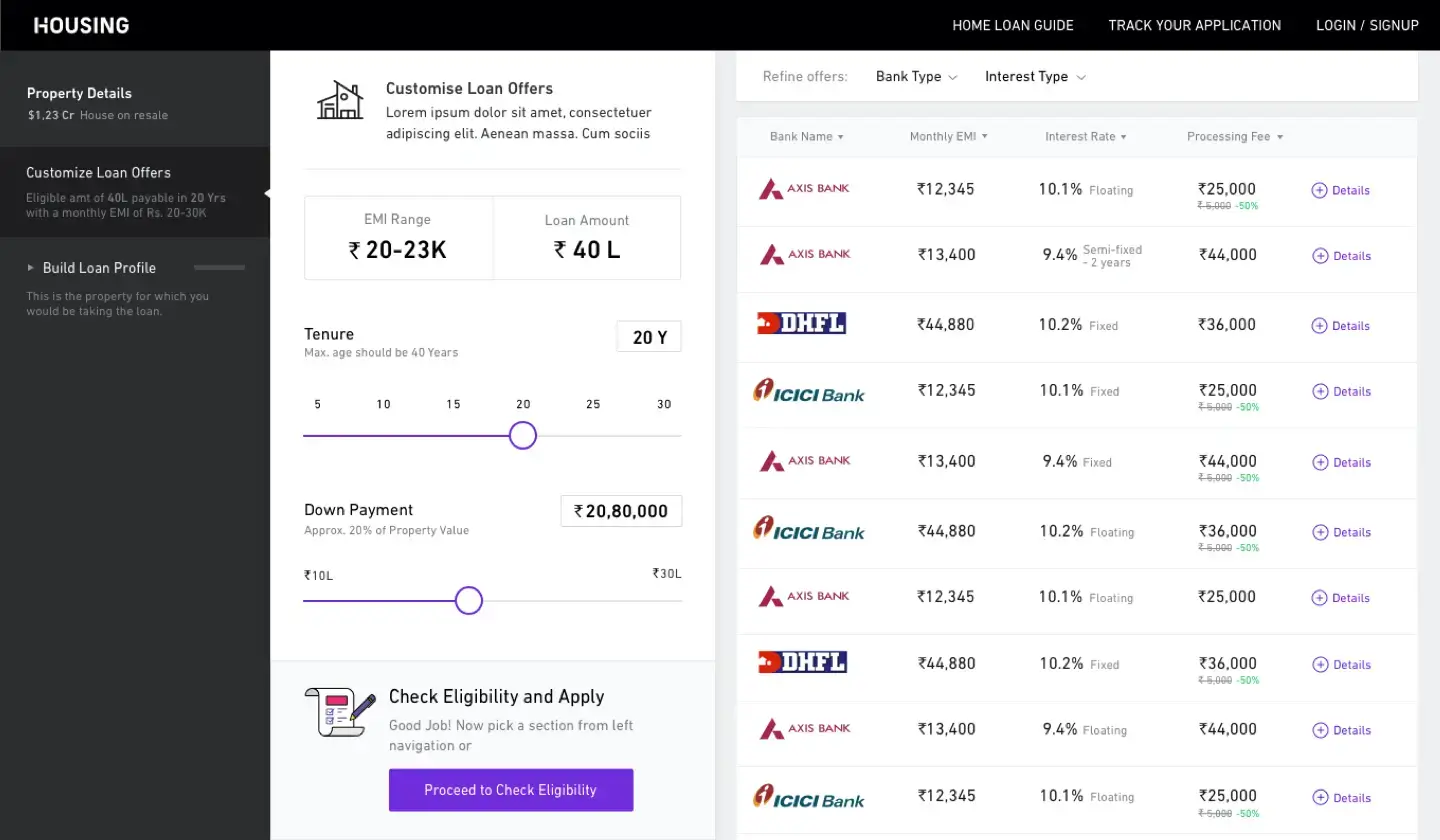 HOUSING
HOME LOAN GUIDE
TRACK YOUR APPLICATION
LOGIN / SIGNUP
Property Details
$1,23 Cr House on resale
Customize Loan Offers
Eligible amt of 40L payable in 20 Yrs
with a monthly EMI of Rs. 20-30K
Build Loan Profile
This is the property for which you
would be taking the loan.
Customise Loan Offers
Lorem ipsum dolor sit amet, consectetuer
adipiscing elit. Aenean massa. Cum sociis
EMI Range
₹ 20-23K
Loan Amount
₹ 40 L
Tenure
Max. age should be 40 Years
20 Y
5 10 15 20 25 30
Down Payment
Approx. 20% of Property Value
₹ 20,80,000
₹10L
₹30L
Check Eligibility and Apply
Good Job! Now pick a section from left
navigation or
Proceed to Check Eligibility
Refine offers: Bank Type Interest Type
Bank Name Monthly EMI Interest Rate Processing Fee
AXIS BANK ₹12,345 10.1% Floating ₹25,000 Details
₹ 5,000 -50%
AXIS BANK ₹13,400 9.4% Semi-fixed ₹44,000 Details
- 2 years
DHFL ₹44,880 10.2% Fixed ₹36,000 Details
ICICI Bank ₹12,345 10.1% Fixed ₹25,000 Details
₹ 5,000 -50%
AXIS BANK ₹13,400 9.4% Fixed ₹44,000 Details
₹ 5,000 -50%
ICICI Bank ₹44,880 10.2% Floating ₹36,000 Details
₹ 5,000 -50%
AXIS BANK ₹12,345 10.1% Floating ₹25,000 Details
DHFL ₹44,880 10.2% Fixed ₹36,000 Details
₹ 5,000 -50%
AXIS BANK ₹13,400 9.4% Floating ₹44,000 Details
ICICI Bank ₹12,345 10.1% Floating ₹25,000 Details
₹ 5,000 -50%